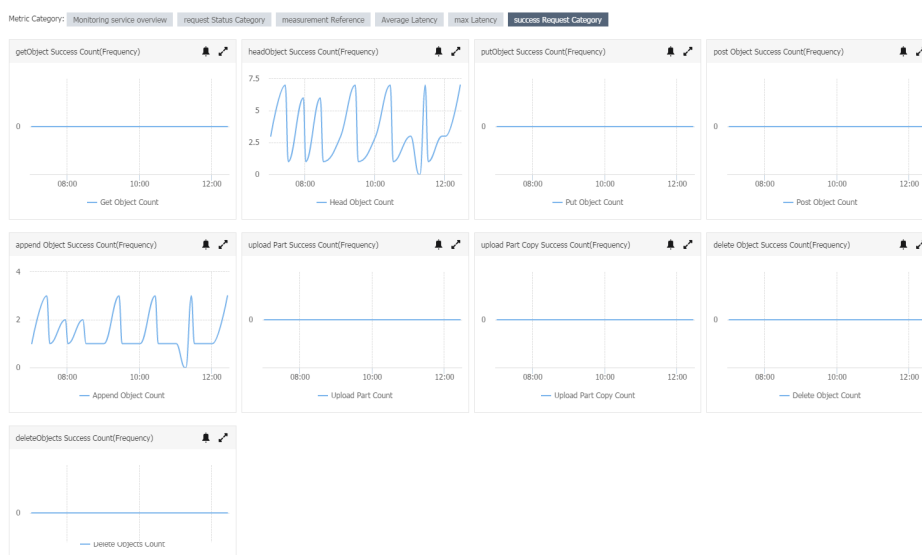 Metric Category: Monitoring service overview request Status Category measurement Reference Average Latency max Latency success Request Category
getObject Success Count(Frequency)
0
08:00 10:00 12:00
Get Object Count
headObject Success Count(Frequency)
7.5
5
2.5
0
08:00 10:00 12:00
Head Object Count
putObject Success Count(Frequency)
0
08:00 10:00 12:00
Put Object Count
post Object Success Count(Frequency)
0
08:00 10:00 12:00
Post Object Count
append Object Success Count(Frequency)
4
2
0
08:00 10:00 12:00
Append Object Count
upload Part Success Count(Frequency)
0
08:00 10:00 12:00
Upload Part Count
upload Part Copy Success Count(Frequency)
0
08:00 10:00 12:00
Upload Part Copy Count
delete Object Success Count(Frequency)
0
08:00 10:00 12:00
Delete Object Count
deleteObjects Success Count(Frequency)
0
Delete Objects Count